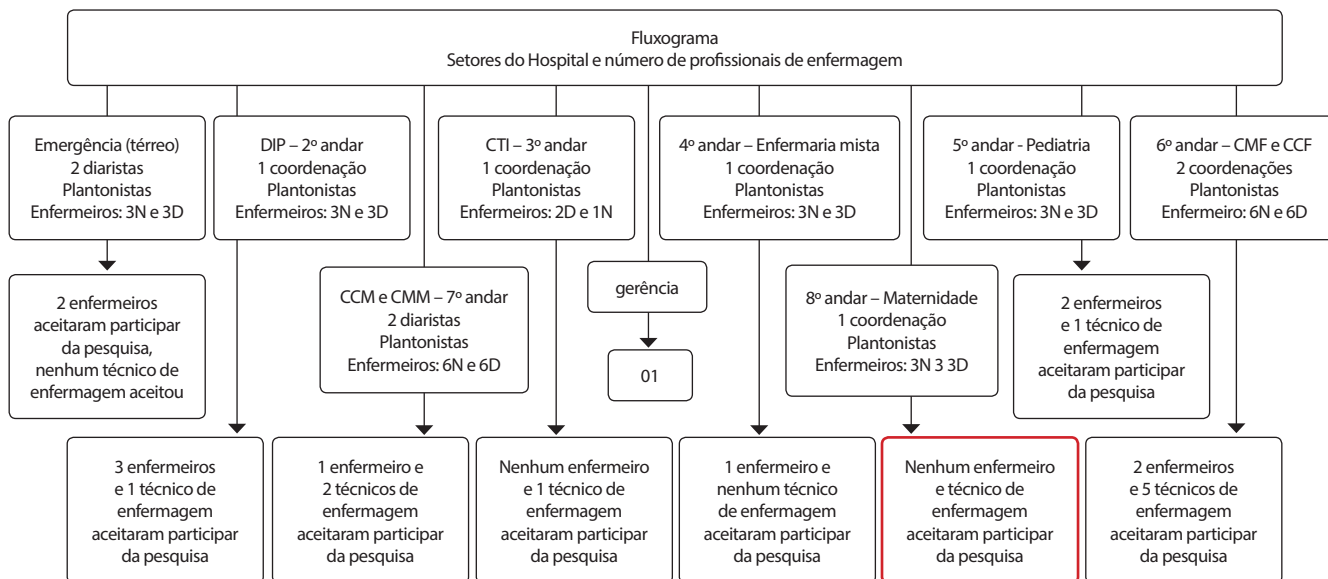 Fluxograma
Setores do Hospital e número de profissionais de enfermagem
Emergência (térreo)
2 diaristas
Plantonistas
Enfermeiros: 3N e 3D
DIP – 2º andar
1 coordenação
Plantonistas
Enfermeiros: 3N e 3D
CTI – 3º andar
1 coordenação
Plantonistas
Enfermeiros: 2D e 1N
4º andar – Enfermaria mista
1 coordenação
Plantonistas
Enfermeiros: 3N e 3D
5º andar - Pediatria
1 coordenação
Plantonistas
Enfermeiros: 3N e 3D
6º andar – CMF e CCF
2 coordenações
Plantonistas
Enfermeiro: 6N e 6D
2 enfermeiros
aceitaram participar
da pesquisa,
nenhum técnico de
enfermagem aceitou
CCM e CMM – 7º andar
2 diaristas
Plantonistas
Enfermeiros: 6N e 6D
gerência
01
8º andar – Maternidade
1 coordenação
Plantonistas
Enfermeiros: 3N 3 3D
2 enfermeiros
e 1 técnico de
enfermagem
aceitaram participar
da pesquisa
3 enfermeiros
e 1 técnico de
enfermagem
aceitaram participar
da pesquisa
1 enfermeiro e
2 técnicos de
enfermagem
aceitaram participar
da pesquisa
Nenhum enfermeiro
e 1 técnico de
enfermagem
aceitaram participar
da pesquisa
1 enfermeiro e
nenhum técnico
de enfermagem
aceitaram participar
da pesquisa
Nenhum enfermeiro
e técnico de
enfermagem
aceitaram participar
da pesquisa
2 enfermeiros
e 5 técnicos de
enfermagem
aceitaram participar
da pesquisa